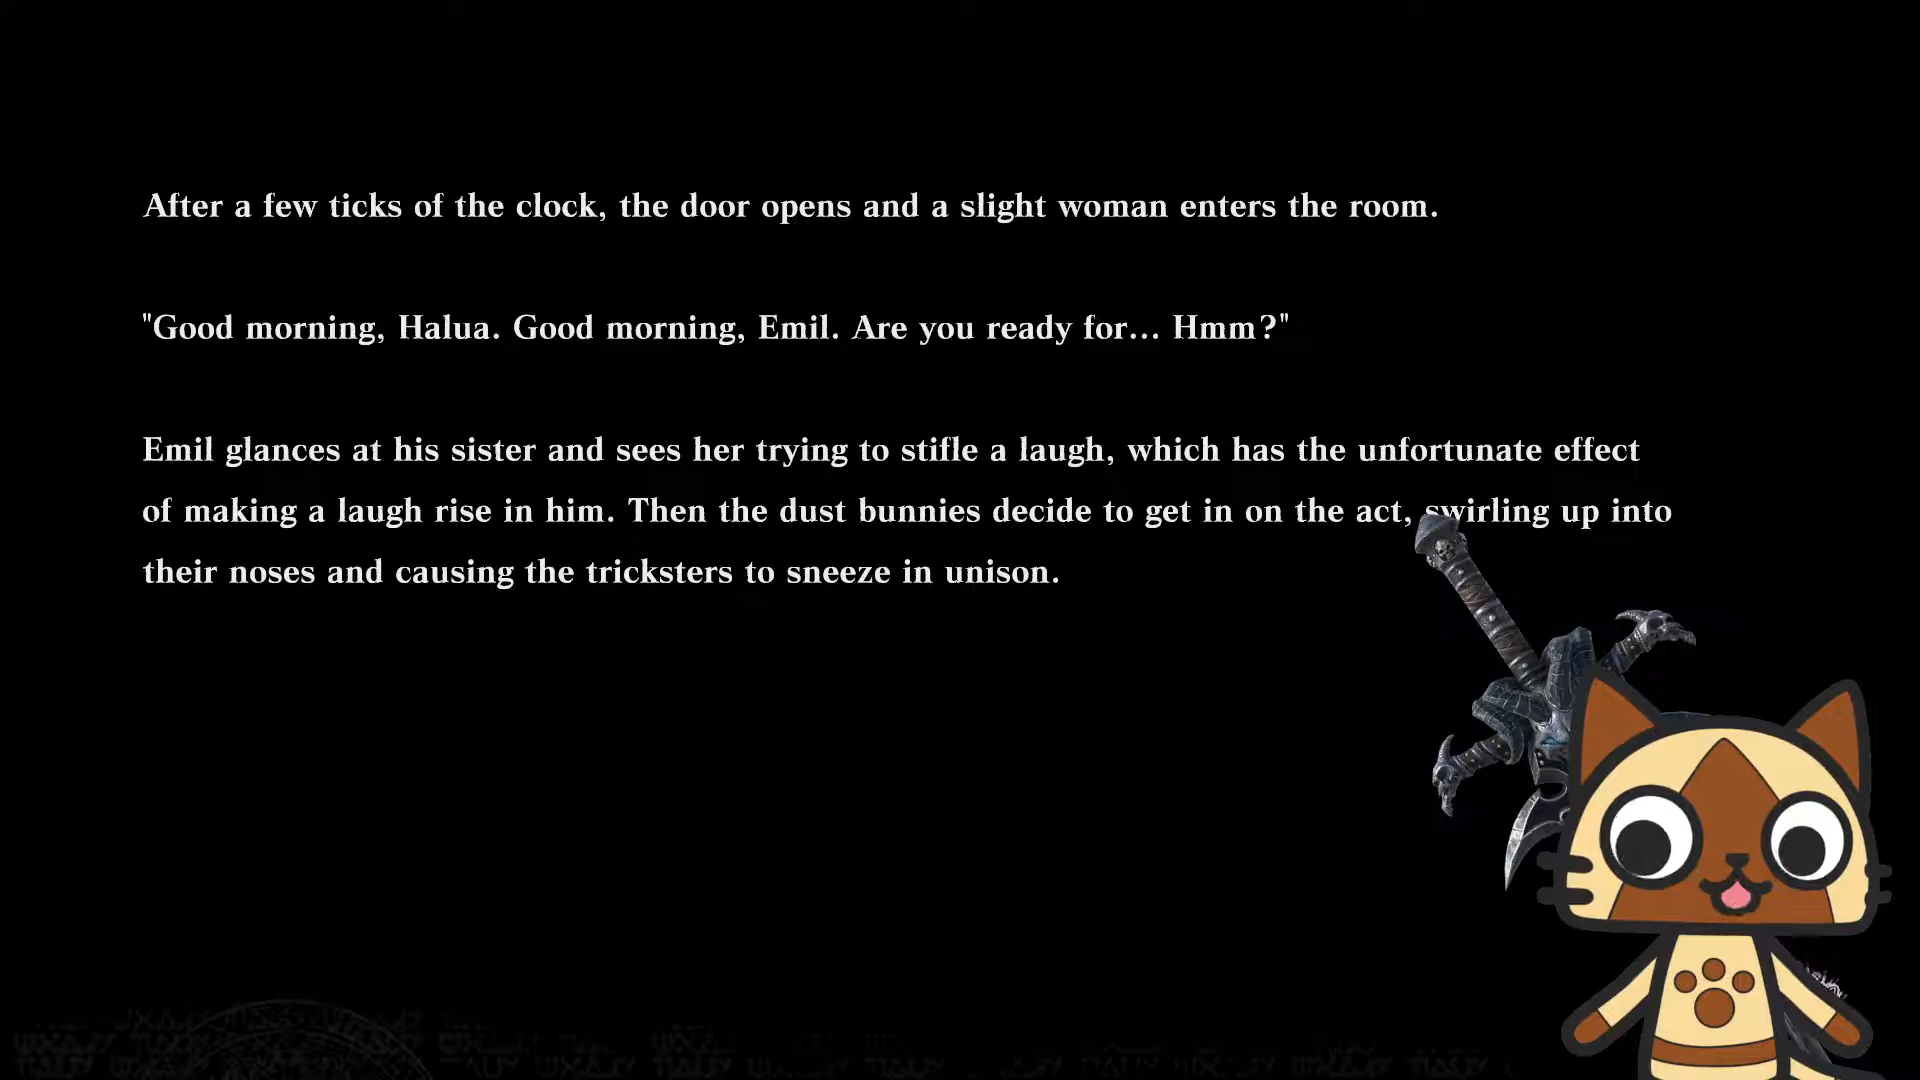 After a few ticks of the clock, the door opens and a slight woman enters the room.
"Good morning, Halua. Good morning, Emil. Are you ready for... Hmm?"
Emil glances at his sister and sees her trying to stifle a laugh, which has the unfortunate effect
of making a laugh rise in him. Then the dust bunnies decide to get in on the act, swirling up into
their noses and causing the tricksters to sneeze in unison.